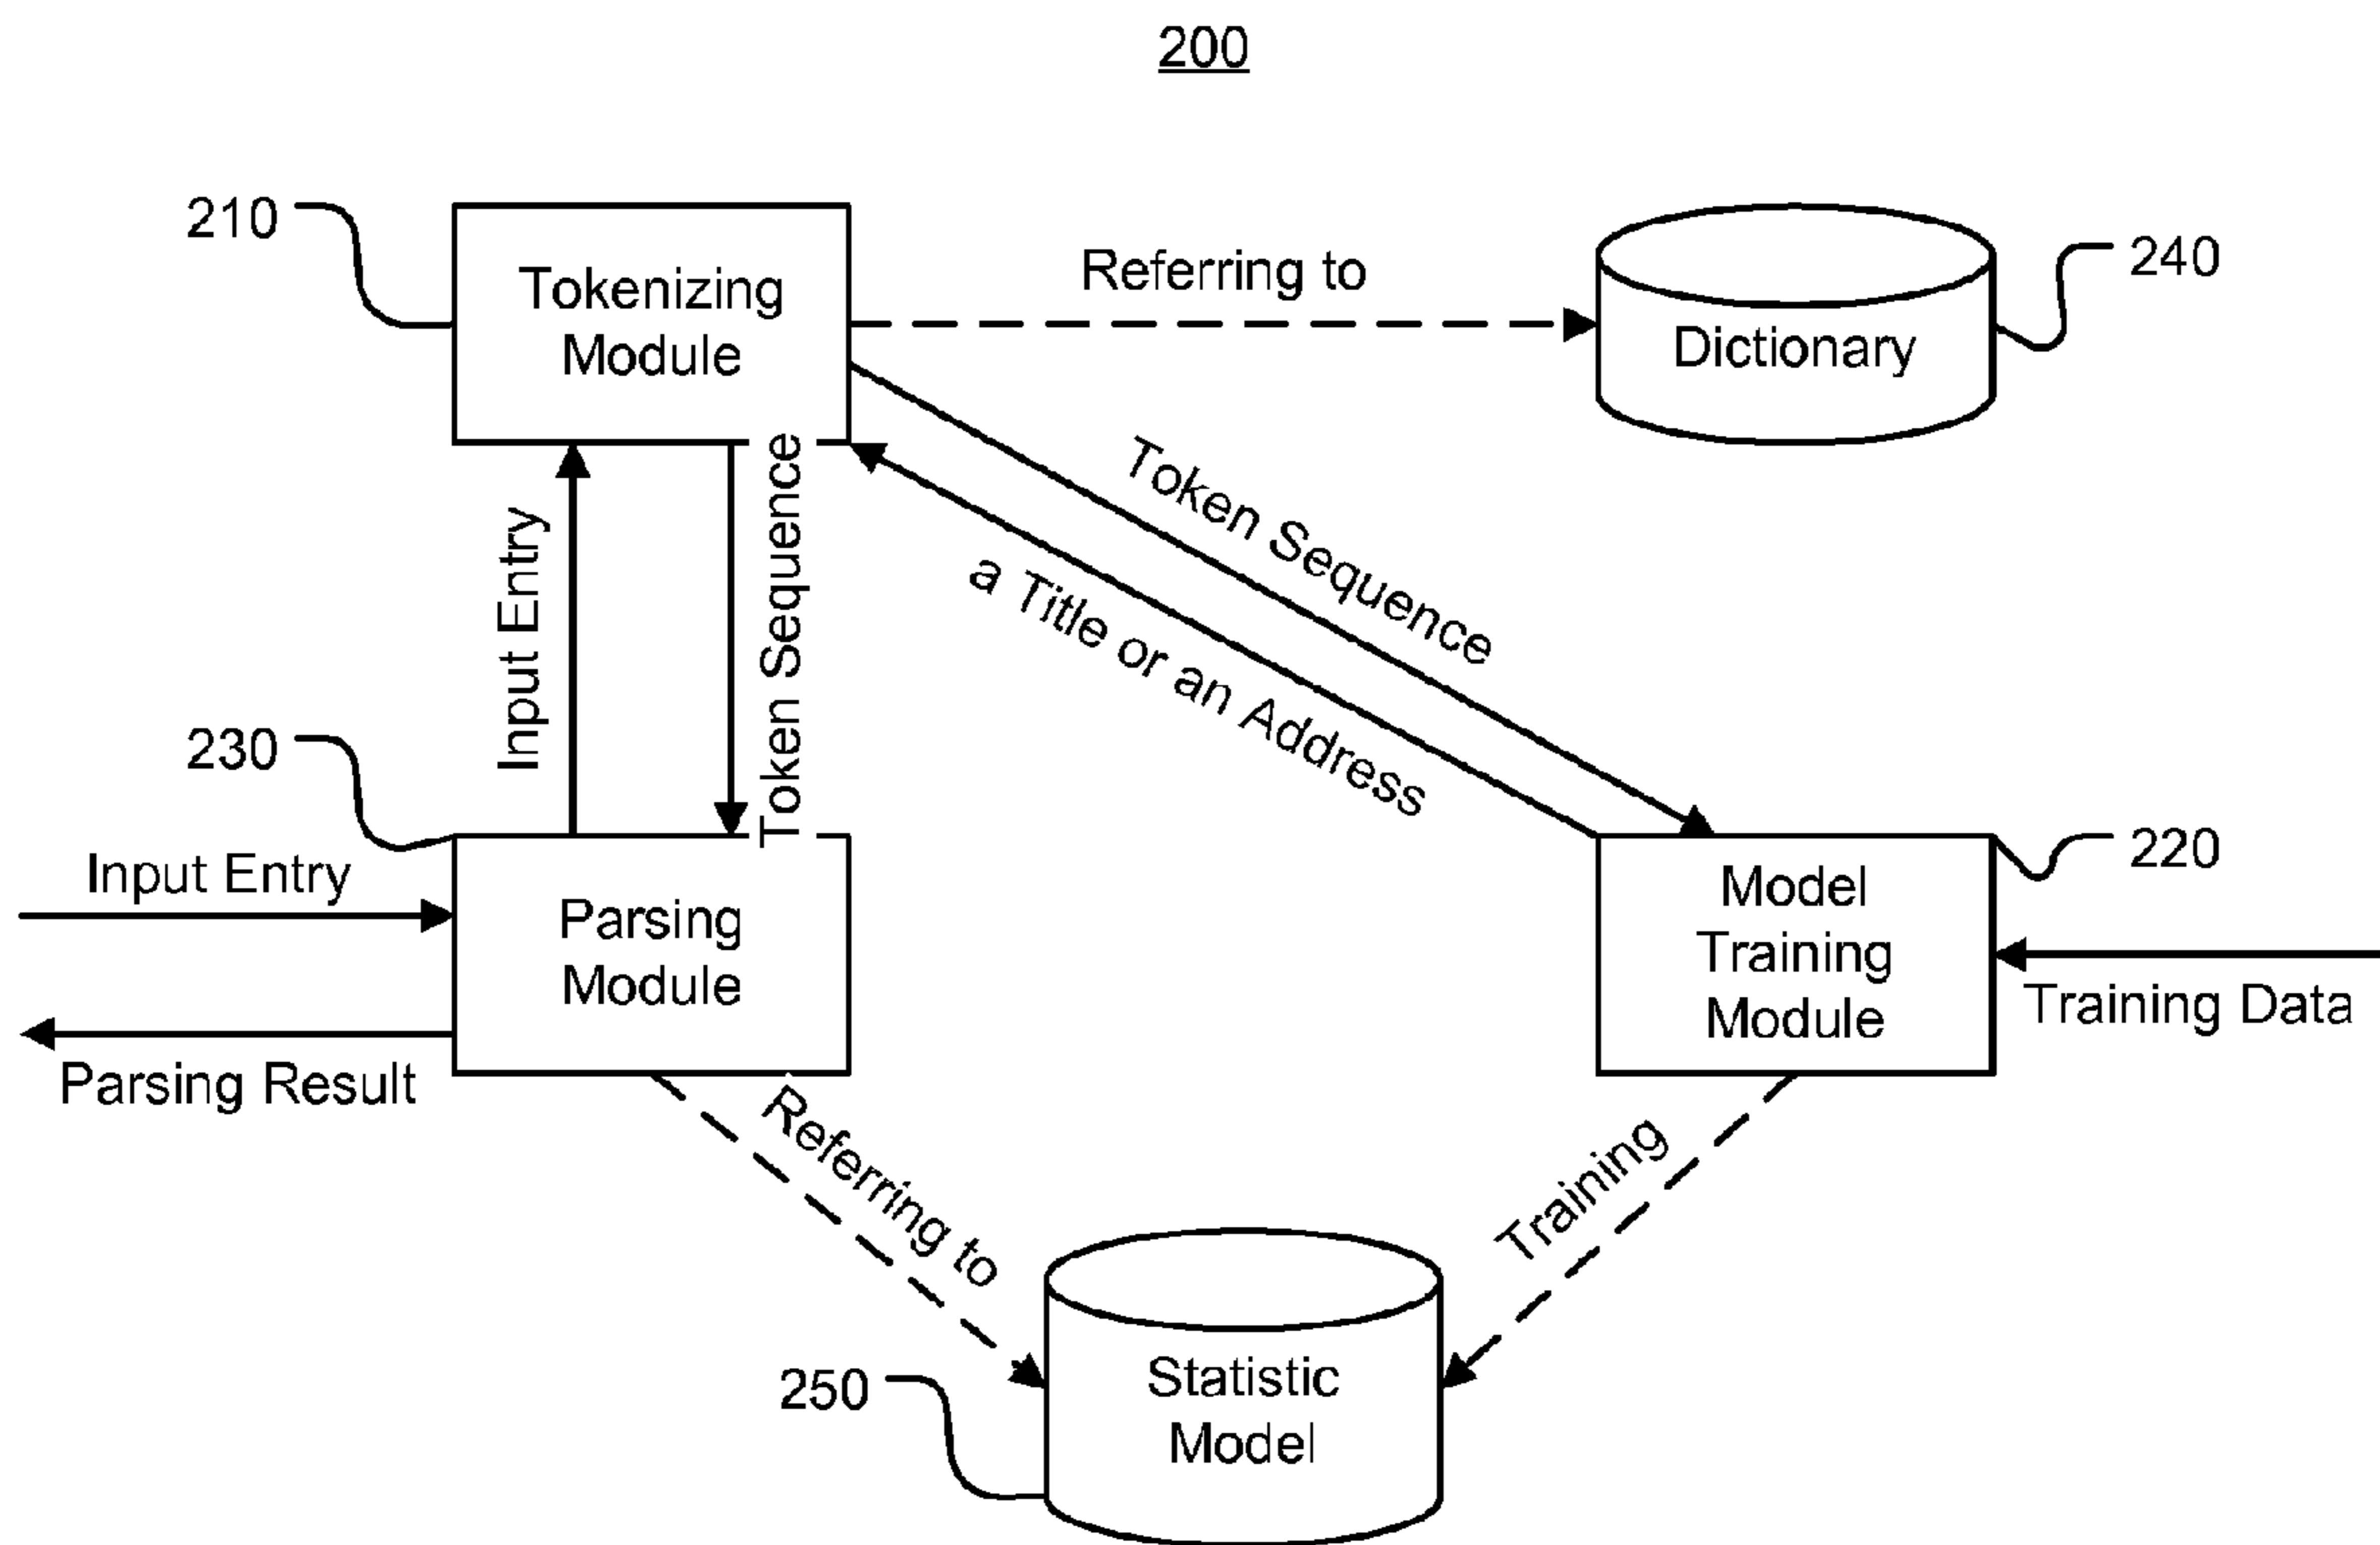 200
210
Tokenizing
Module
Referring to
Dictionary
240
Input Entry
Token Sequence
Token Sequence
a Title or an Address
230
Input Entry
Parsing
Module
Parsing Result
220
Model
Training
Module
Training Data
Referring to
Training
250
Statistic
Model